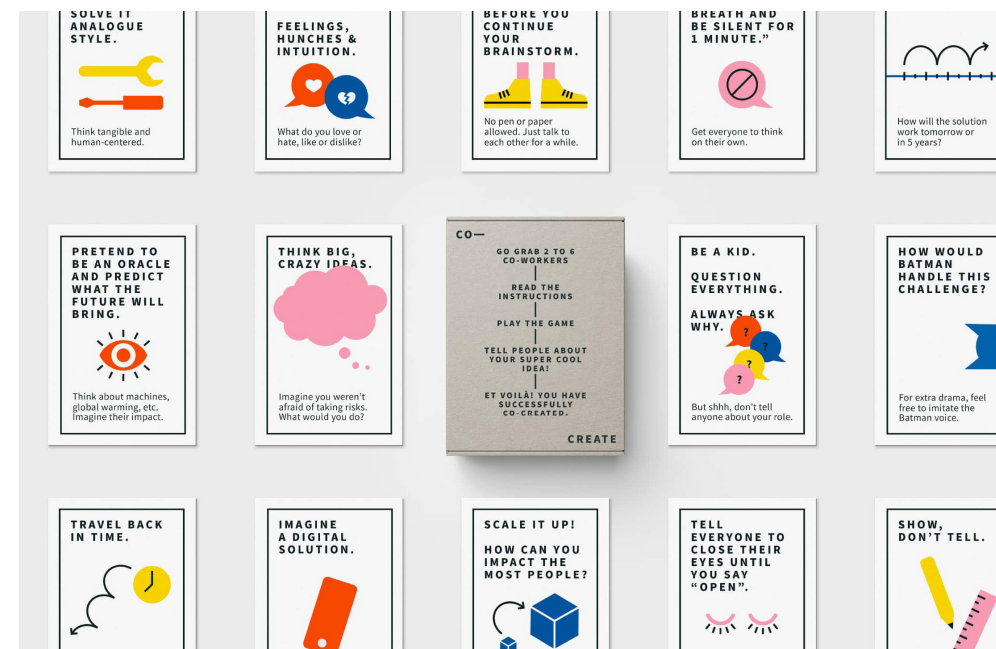 SOLVE IT
ANALOGUE
STYLE.
Think tangible and
human-centered.
FEELINGS,
HUNCHES &
INTUITION.
What do you love or
hate, like or dislike?
BEFORE YOU
CONTINUE
YOUR
BRAINSTORM.
No pen or paper
allowed. Just talk to
each other for a while.
BREATH AND
BE SILENT FOR
1 MINUTE.”
Get everyone to think
on their own.
How will the solution
work tomorrow or
in 5 years?
PRETEND TO
BE AN ORACLE
AND PREDICT
WHAT THE
FUTURE WILL
BRING.
Think about machines,
global warming, etc.
Imagine their impact.
THINK BIG,
CRAZY IDEAS.
Imagine you weren't
afraid of taking risks.
What would you do?
CO—
GO GRAB 2 TO 6
CO-WORKERS
READ THE
INSTRUCTIONS
PLAY THE GAME
TELL PEOPLE ABOUT
YOUR SUPER COOL
IDEA!
ET VOILÀ! YOU HAVE
SUCCESSFULLY
CO-CREATED.
CREATE
BE A KID.
QUESTION
EVERYTHING.
ALWAYS ASK
WHY.
?
?
?
?
But shhh, don't tell
anyone about your role.
HOW WOULD
BATMAN
HANDLE THIS
CHALLENGE?
For extra drama, feel
free to imitate the
Batman voice.
TRAVEL BACK
IN TIME.
IMAGINE
A DIGITAL
SOLUTION.
SCALE IT UP!
HOW CAN YOU
IMPACT THE
MOST PEOPLE?
TELL
EVERYONE TO
CLOSE THEIR
EYES UNTIL
YOU SAY
“OPEN”.
SHOW,
DON'T TELL.